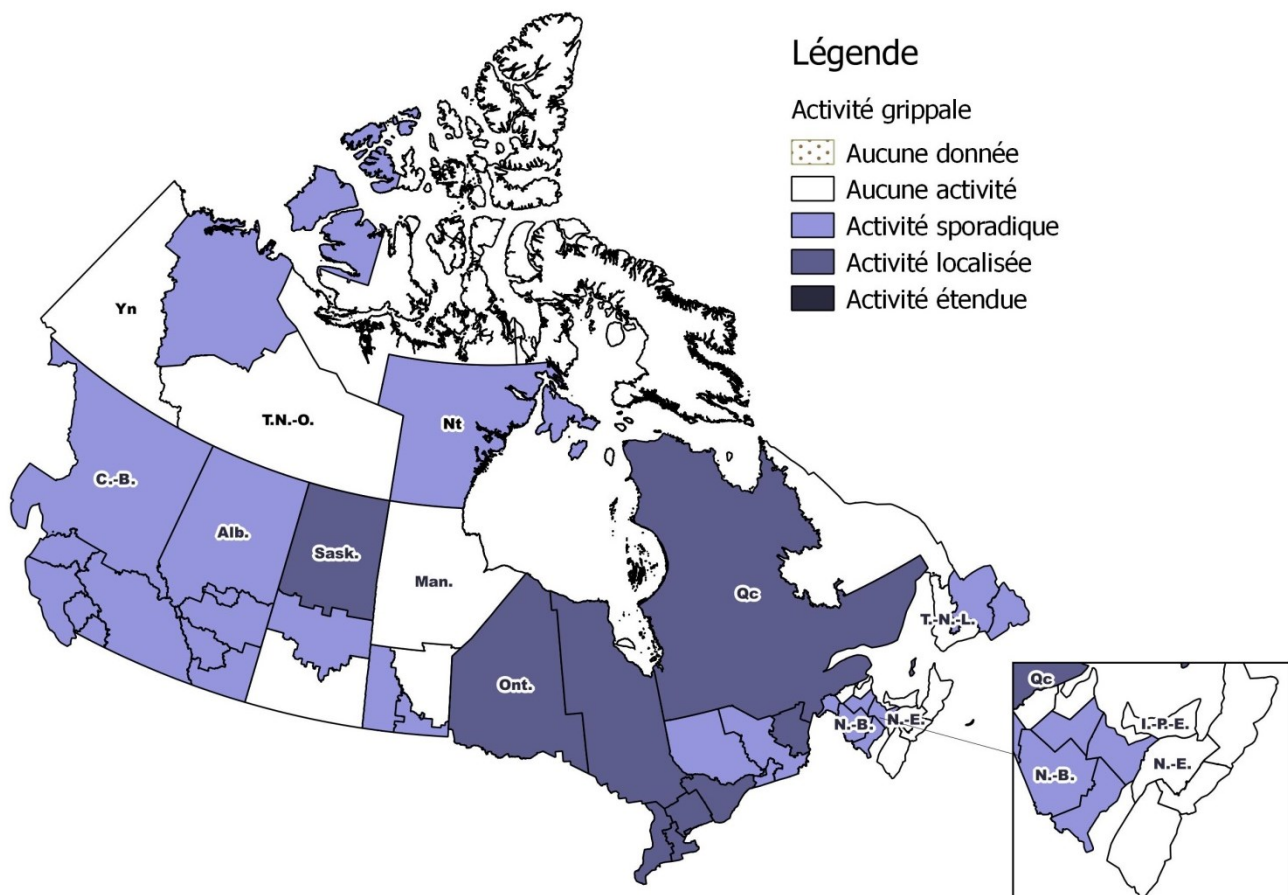 Légende
Activité grippale
Aucune donnée
Aucune activité
Activité sporadique
Activité localisée
Activité étendue
Yn
T.N.-O.
Nt
C.-B.
Alb.
Sask.
Man.
Ont.
Qc
T.-N.-L.
N.-B.
N.-E.
Qc
I.-P.-E.
N.-E.
N.-B.